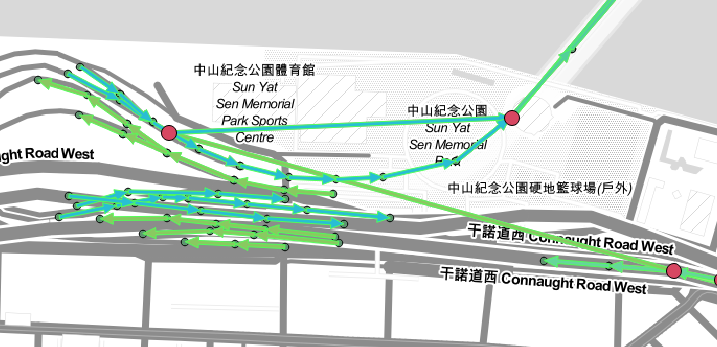 中山紀念公園體育館
Sun Yat
Sen Memorial
Park Sports
Centre
中山紀念公園
Sun Yat
Sen Memorial
Park
中山紀念公園硬地籃球場(戶外)
ught Road West
干諾道西 Connaught Road West
干諾道西 Connaught Road West